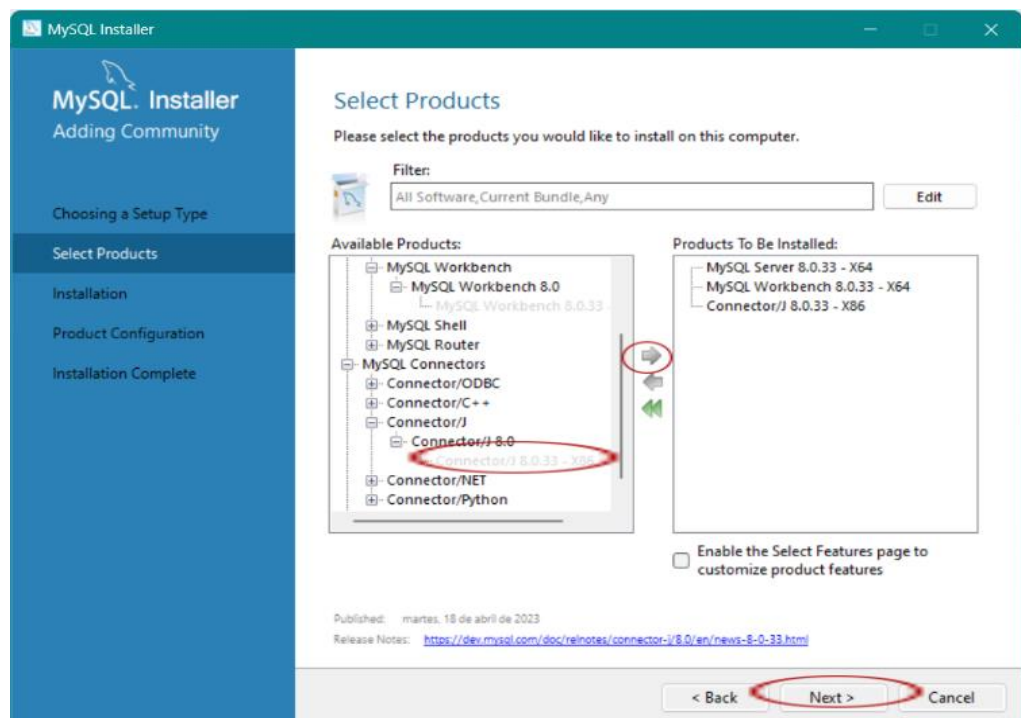 MySQL Installer
MySQL. Installer
Adding Community
Choosing a Setup Type
Select Products
Installation
Product Configuration
Installation Complete
Select Products
Please select the products you would like to install on this computer.
Filter:
All Software,Current Bundle,Any
Edit
Available Products:
MySQL Workbench
MySQL Workbench 8.0
MySQL Workbench 8.0.33 -
MySQL Shell
MySQL Router
MySQL Connectors
Connector/ODBC
Connector/C++
Connector/J
Connector/J 8.0
Connector/J 8.0.33 - X86
Connector/NET
Connector/Python
Products To Be Installed:
MySQL Server 8.0.33 - X64
MySQL Workbench 8.0.33 - X64
Connector/J 8.0.33 - X86
Enable the Select Features page to
customize product features
Published: martes, 18 de abril de 2023
Release Notes: https://dev.mysql.com/doc/relnotes/connector-j/8.0/en/news-8-0-33.html
< Back
Next >
Cancel